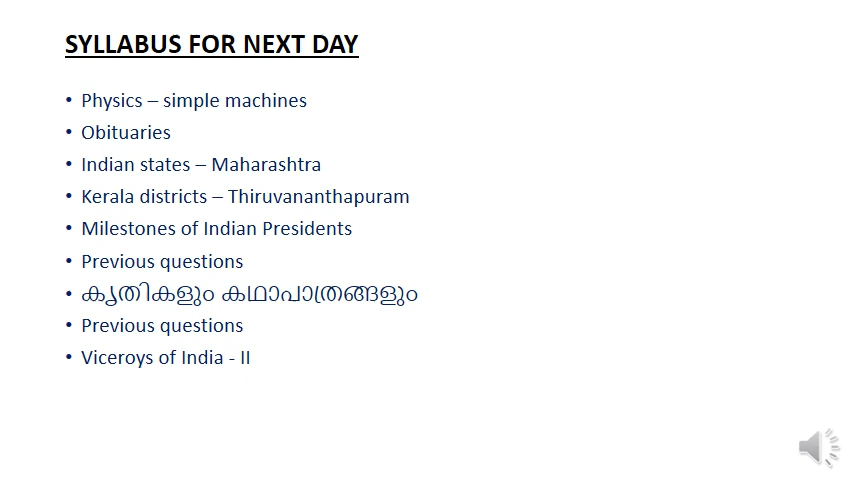 SYLLABUS FOR NEXT DAY
• Physics – simple machines
• Obituaries
• Indian states – Maharashtra
• Kerala districts – Thiruvananthapuram
• Milestones of Indian Presidents
• Previous questions
• കൃതികളും കഥാപാത്രങ്ങളും
• Previous questions
• Viceroys of India - II